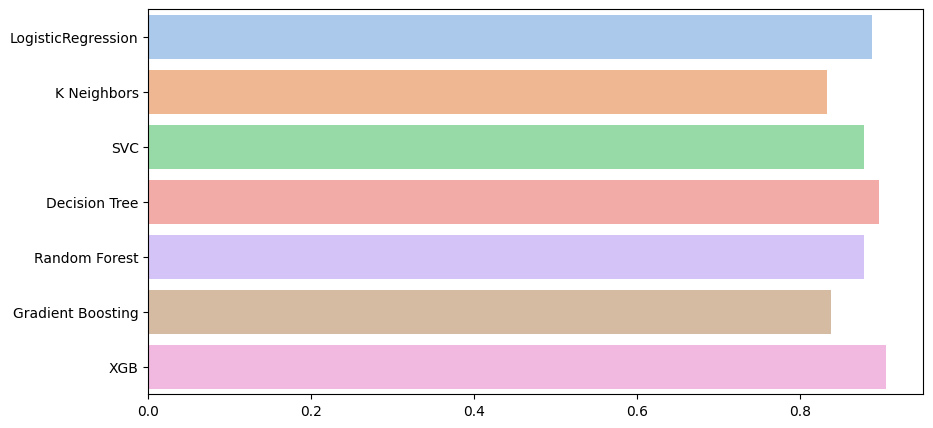 LogisticRegression
K Neighbors
SVC
Decision Tree
Random Forest
Gradient Boosting
XGB
0.0 0.2 0.4 0.6 0.8